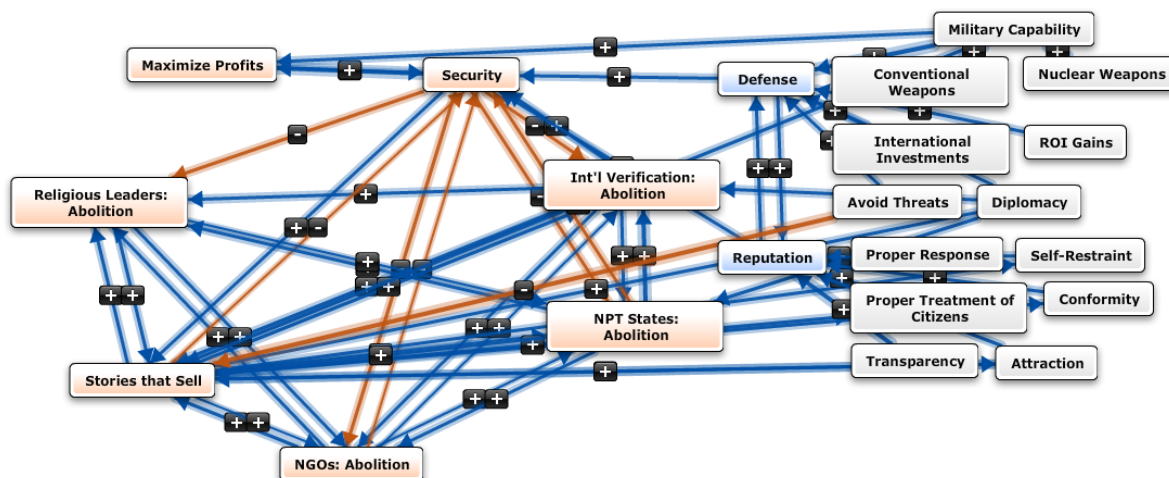 Military Capability
Maximize Profits
Security
Defense
Conventional
Weapons
Nuclear Weapons
International
Investments
ROI Gains
Religious Leaders:
Abolition
Int'l Verification:
Abolition
Avoid Threats
Diplomacy
Reputation
Proper Response
Self-Restraint
NPT States:
Abolition
Proper Treatment of
Citizens
Conformity
Transparency
Attraction
Stories that Sell
NGOs: Abolition